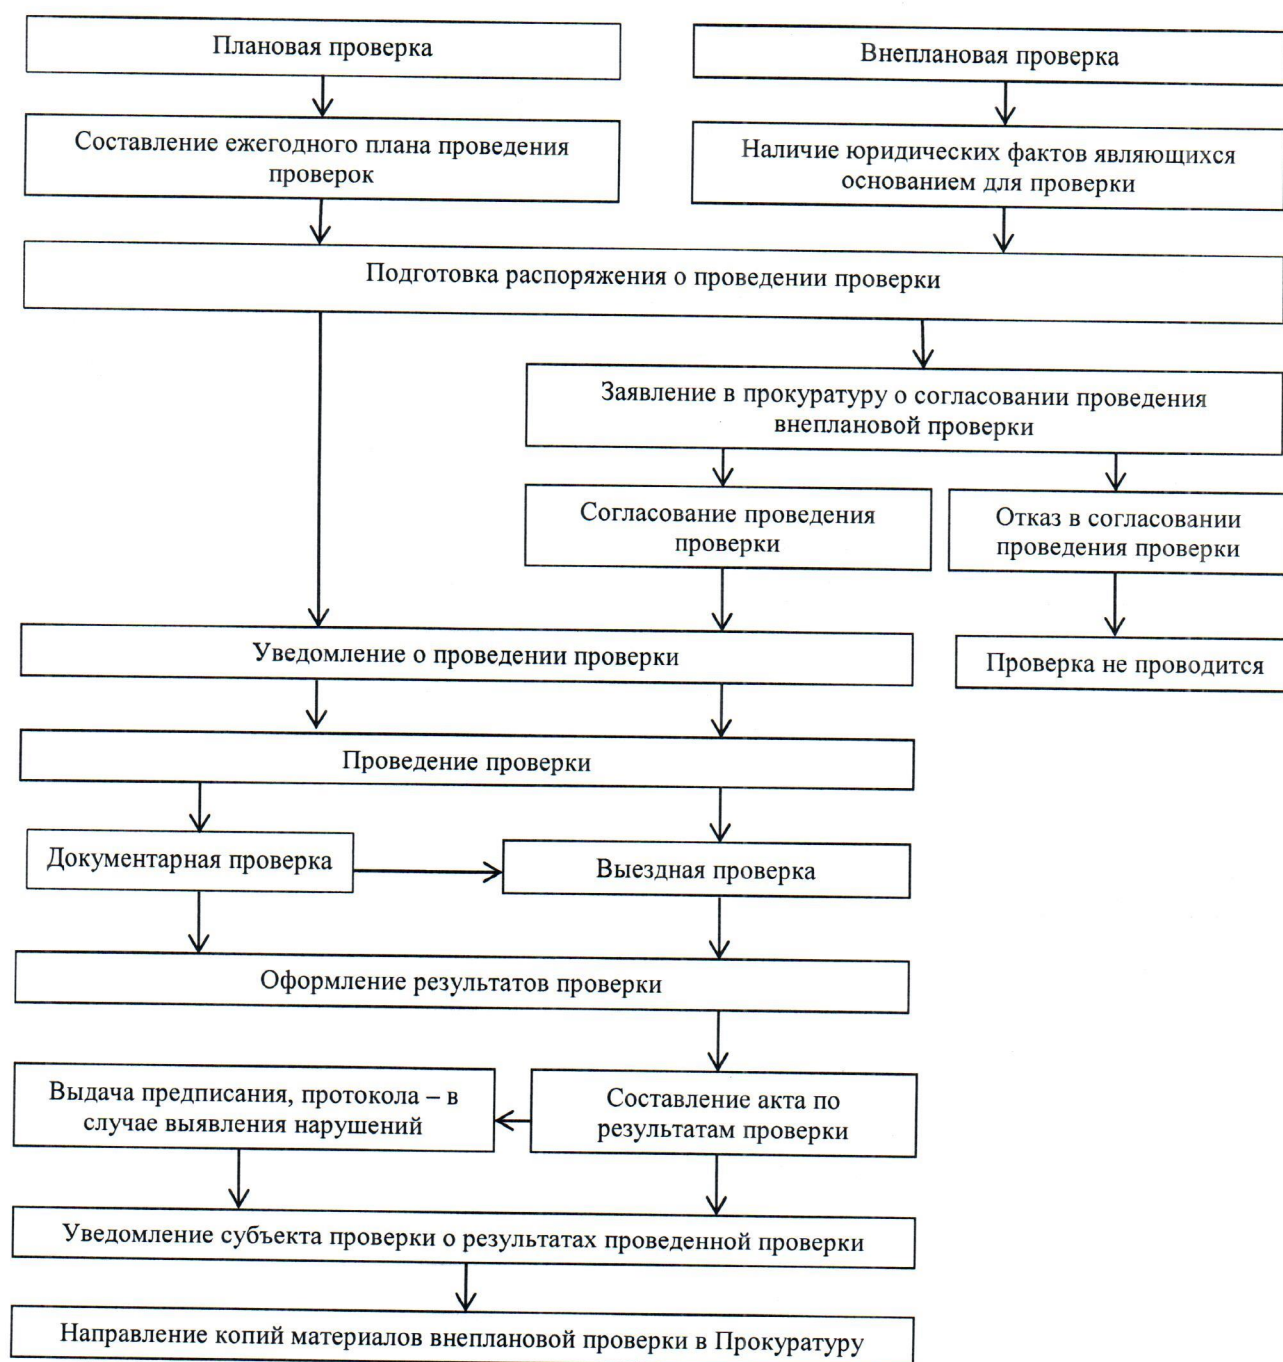 Плановая проверка
Внеплановая проверка
Составление ежегодного плана проведения
проверок
Наличие юридических фактов являющихся
основанием для проверки
Подготовка распоряжения о проведении проверки
Заявление в прокуратуру о согласовании проведения
внеплановой проверки
Согласование проведения
проверки
Отказ в согласовании
проведения проверки
Уведомление о проведении проверки
Проверка не проводится
Проведение проверки
Документарная проверка
Выездная проверка
Оформление результатов проверки
Выдача предписания, протокола – в
случае выявления нарушений
Составление акта по
результатам проверки
Уведомление субъекта проверки о результатах проведенной проверки
Направление копий материалов внеплановой проверки в Прокуратуру